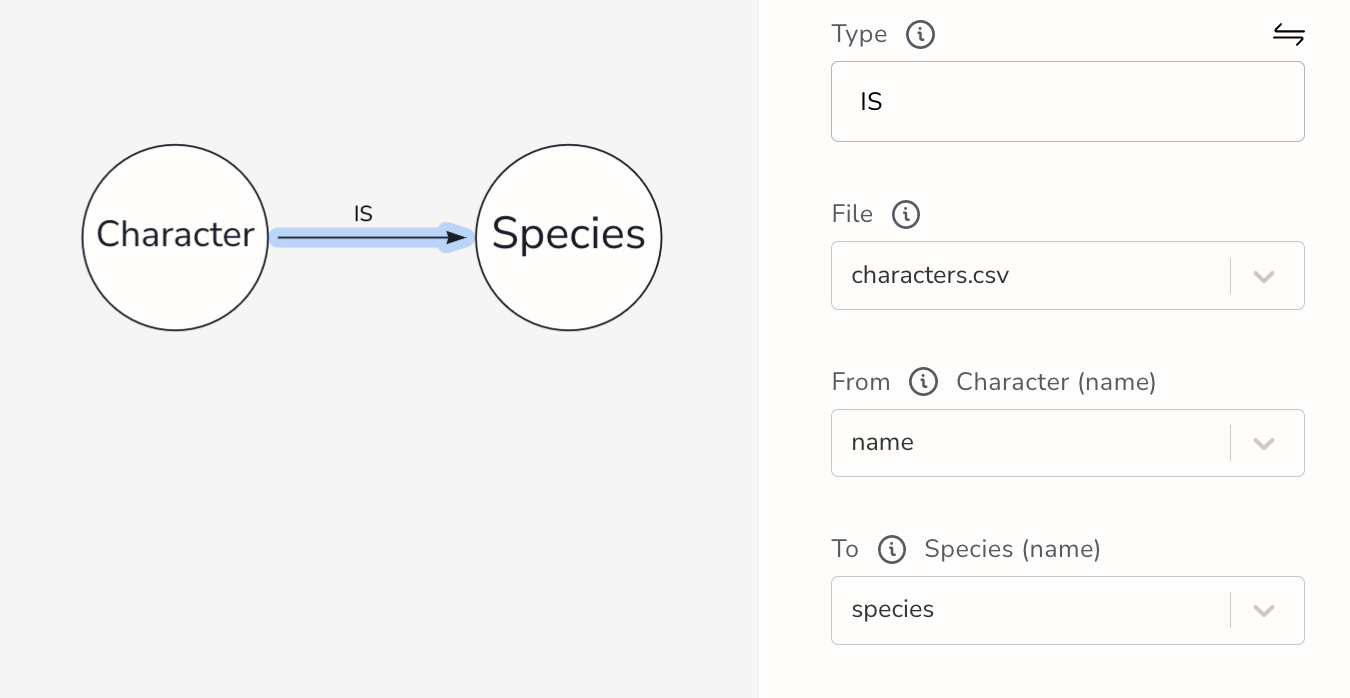 Character
IS
Species
Type
IS
File
characters.csv
From Character (name)
name
To Species (name)
species